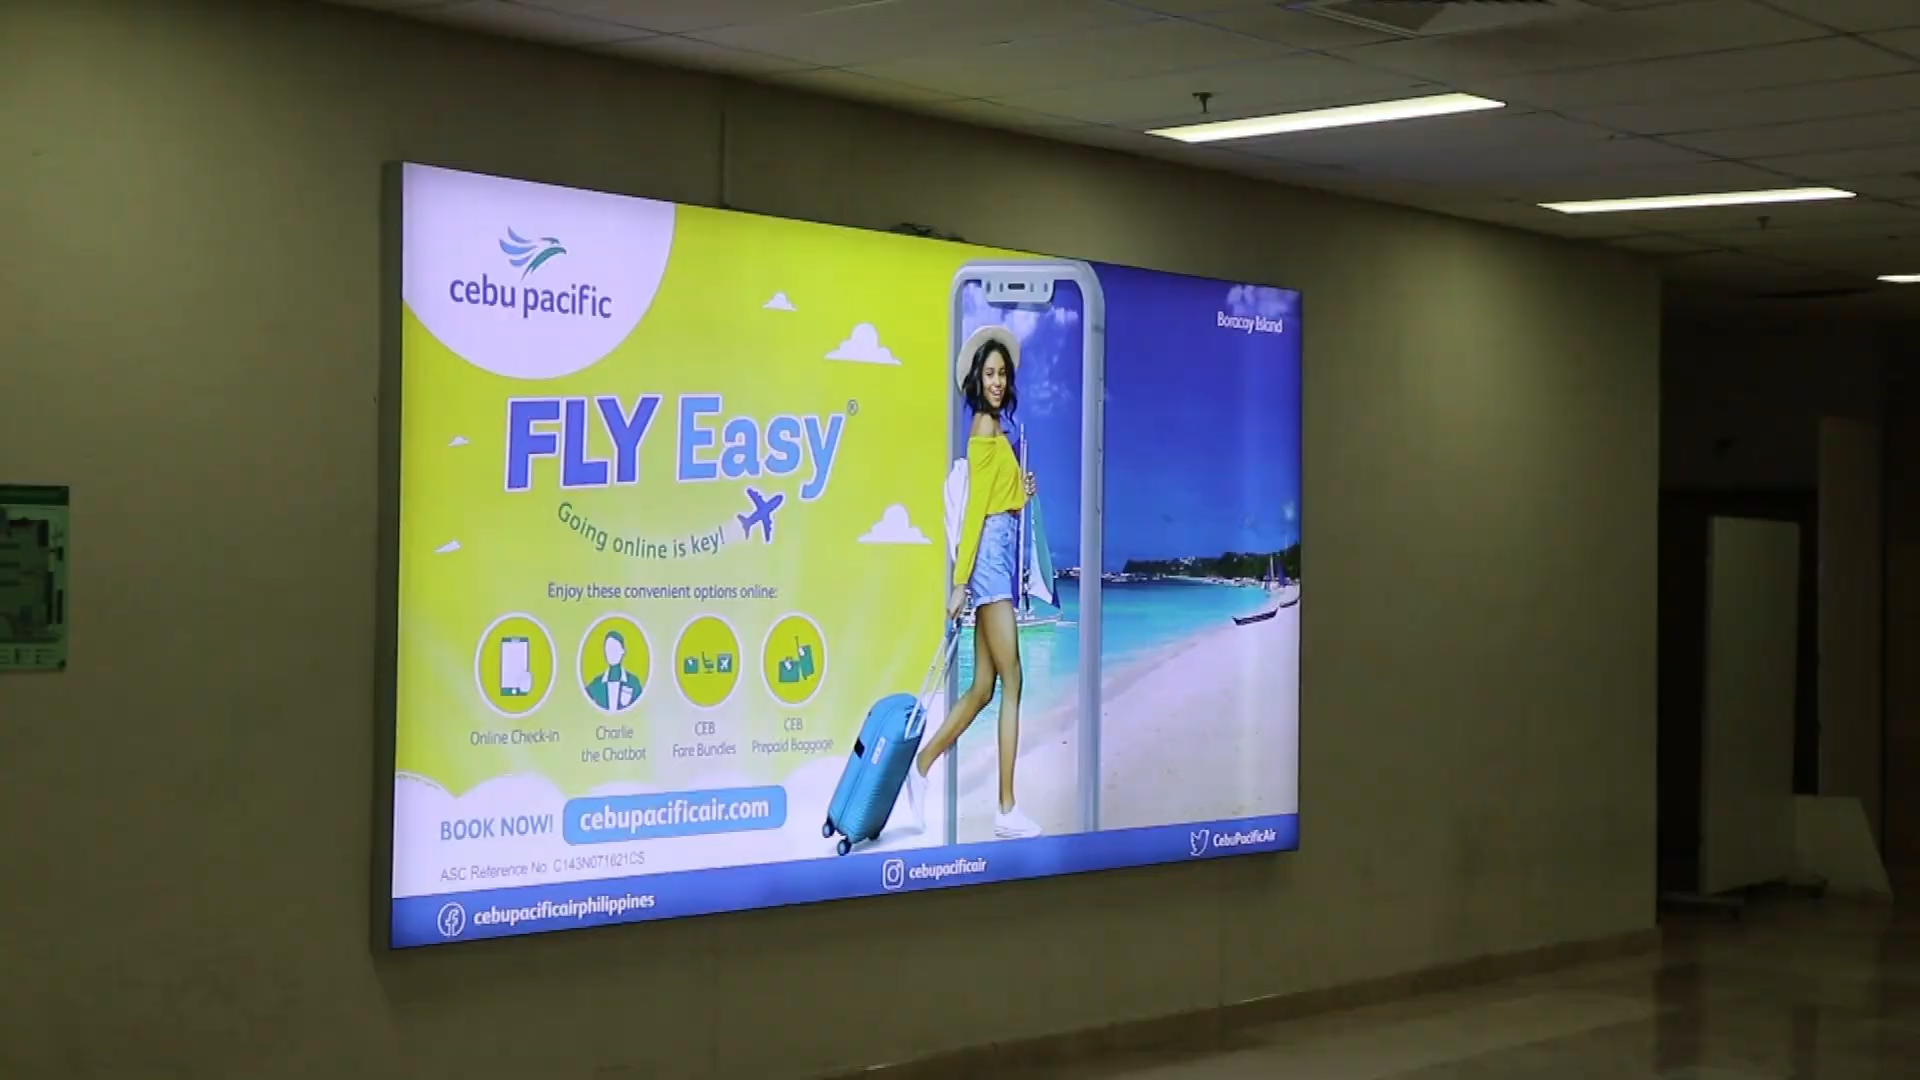 cebu pacific
Boracay Island
FLY Easy®
Going online is key!
Enjoy these convenient options online:
Online Check-in
Charlie
the Chatbot
CEB
Fare Bundles
CEB
Prepaid Baggage
BOOK NOW! cebupacificair.com
ASC Reference No. C143N071621CS
cebupacificairphilippines
cebupacificair
CebuPacificAir